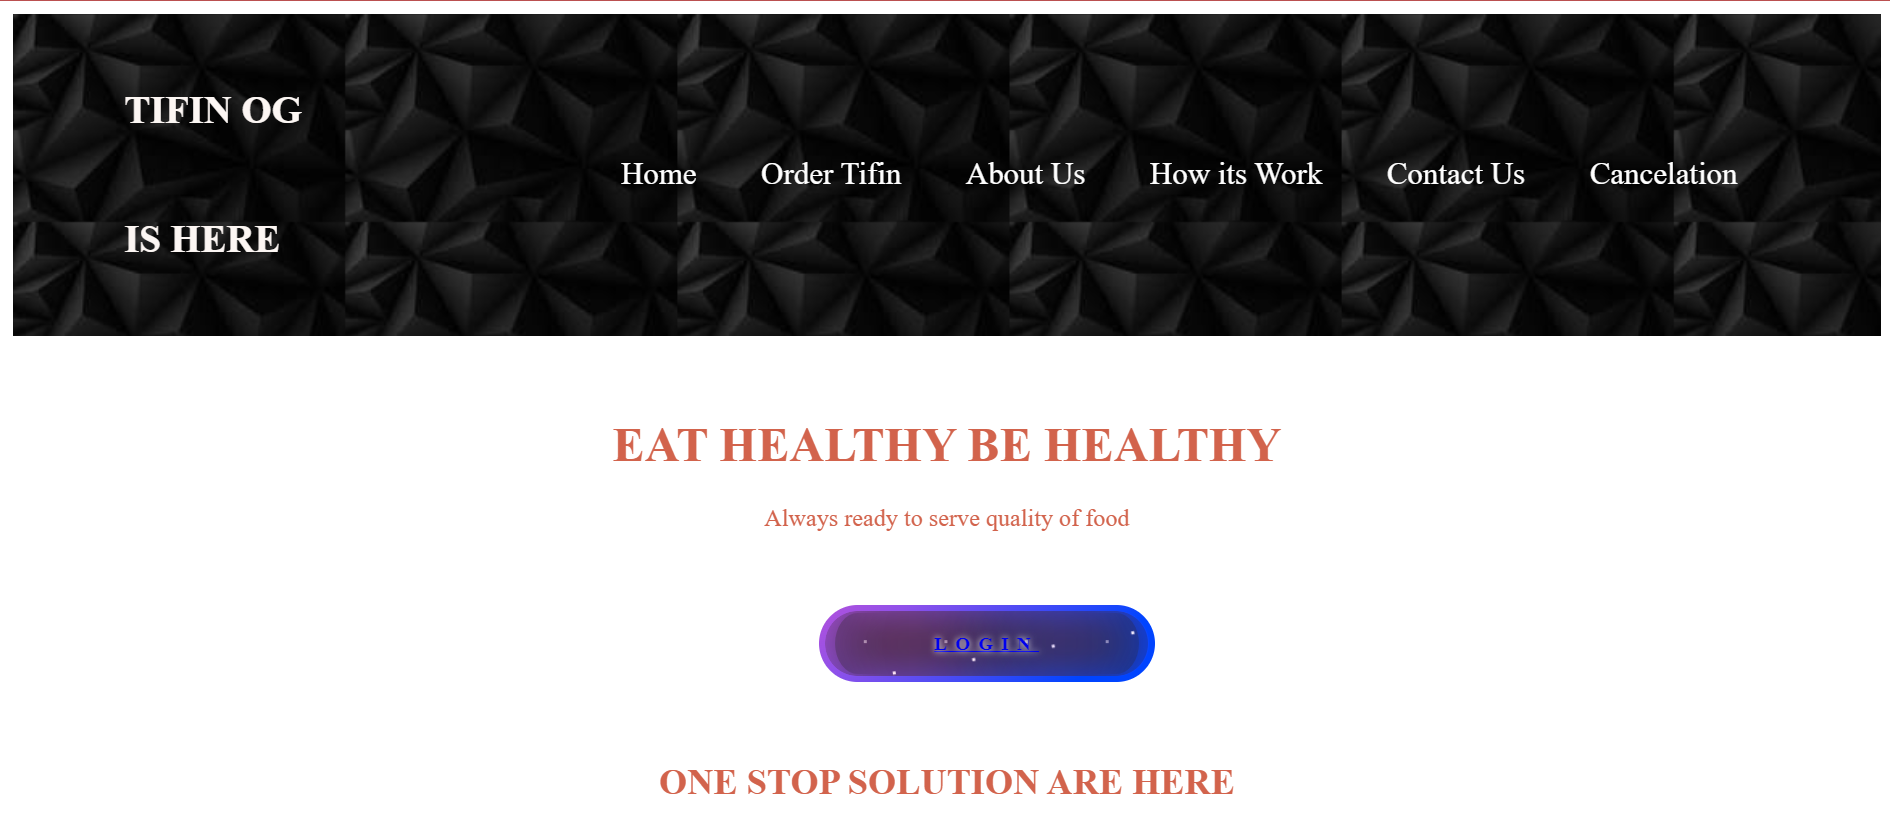 TIFIN OG
IS HERE
Home Order Tifin About Us How its Work Contact Us Cancelation
EAT HEALTHY BE HEALTHY
Always ready to serve quality of food
LOGIN
ONE STOP SOLUTION ARE HERE